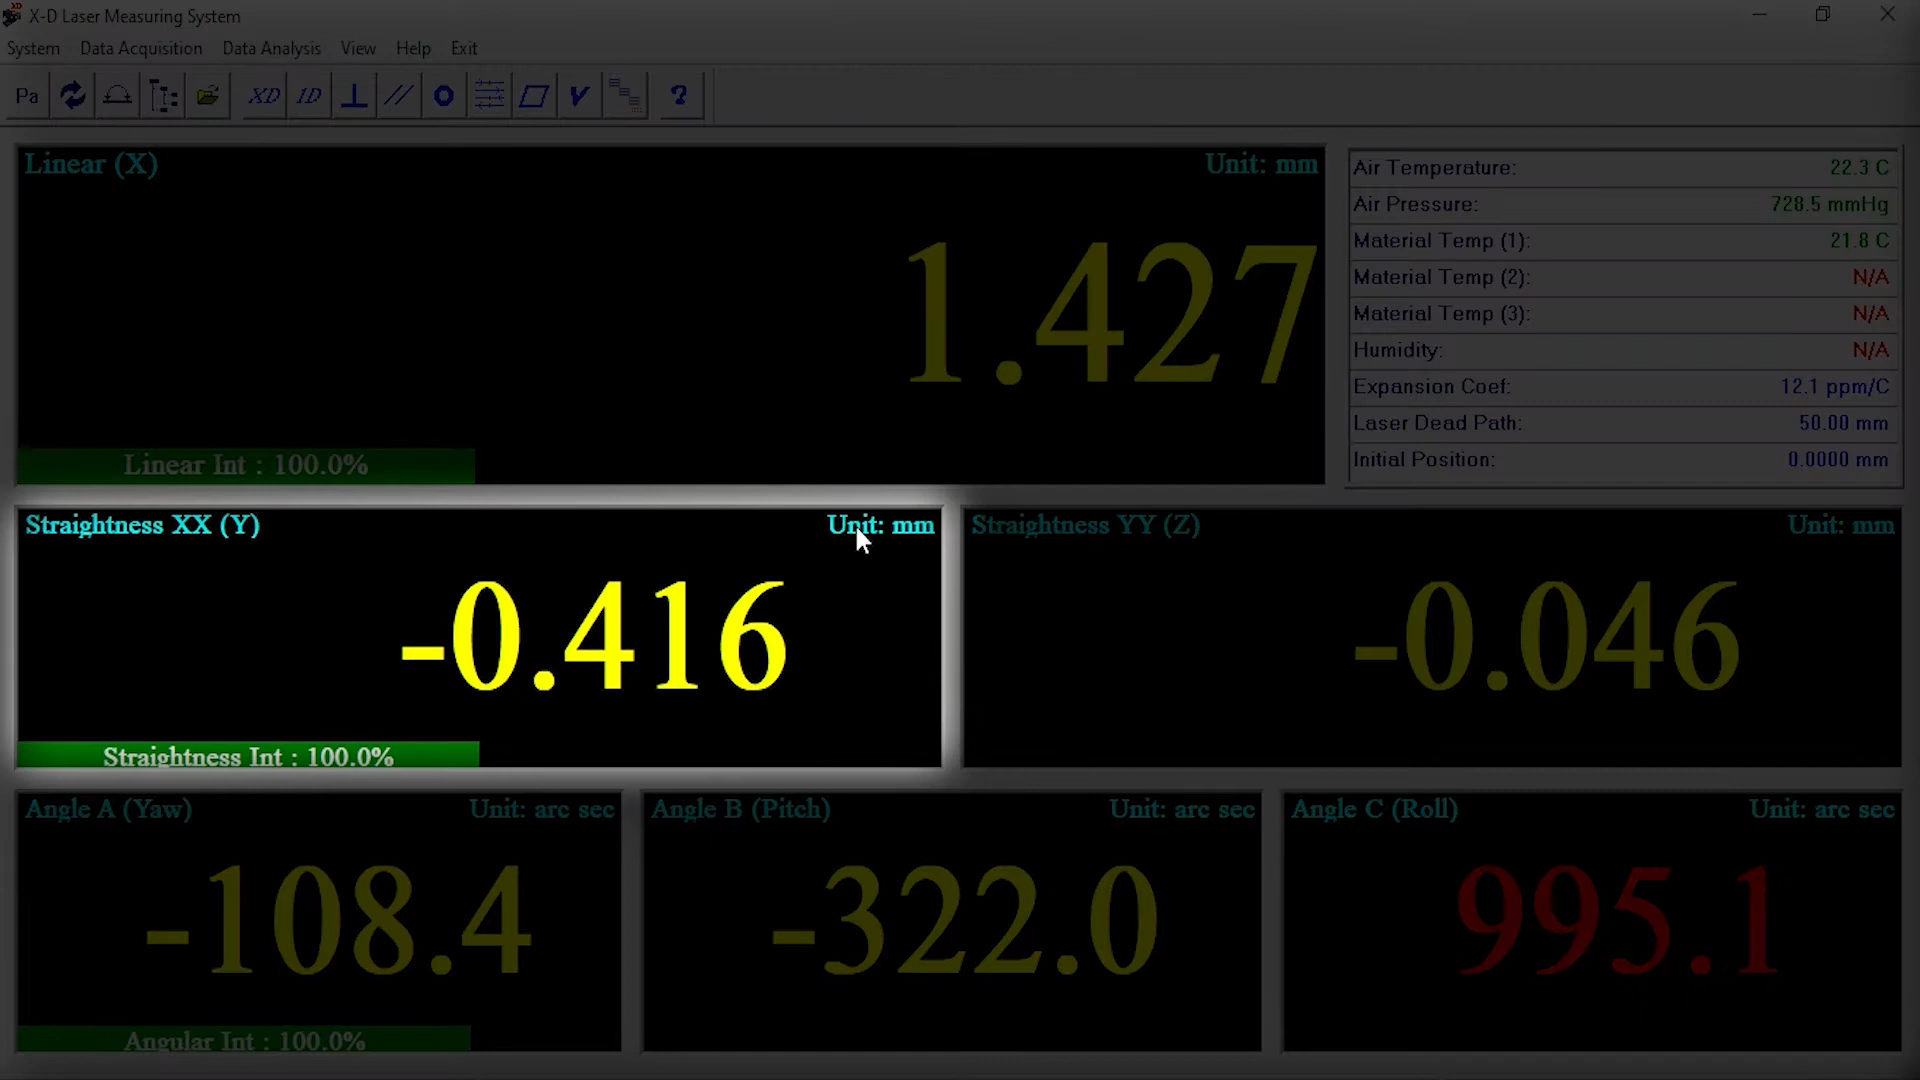 X-D Laser Measuring System
System Data Acquisition Data Analysis View Help Exit
Pa XD 1D ?
Linear (X) Unit: mm
1.427
Linear Int : 100.0%
Air Temperature: 22.3 C
Air Pressure: 728.5 mmHg
Material Temp (1): 21.8 C
Material Temp (2): N/A
Material Temp (3): N/A
Humidity: N/A
Expansion Coef: 12.1 ppm/C
Laser Dead Path: 50.00 mm
Initial Position: 0.0000 mm
Straightness XX (Y) Unit: mm
-0.416
Straightness Int : 100.0%
Straightness YY (Z) Unit: mm
-0.046
Angle A (Yaw) Unit: arc sec
-108.4
Angular Int : 100.0%
Angle B (Pitch) Unit: arc sec
-322.0
Angle C (Roll) Unit: arc sec
995.1